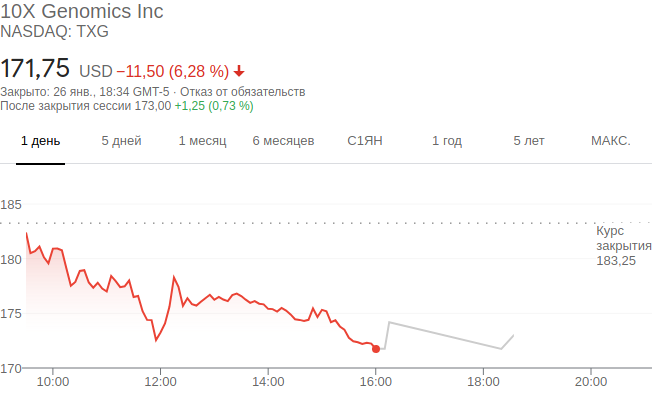 10X Genomics Inc
NASDAQ: TXG
171,75 USD −11,50 (6,28 %)
Закрыто: 26 янв., 18:34 GMT-5 · Отказ от обязательств
После закрытия сессии 173,00 +1,25 (0,73 %)
1 день 5 дней 1 месяц 6 месяцев С1ЯН 1 год 5 лет МАКС.
185
Курс
закрытия
183,25
180
175
170
10:00 12:00 14:00 16:00 18:00 20:00